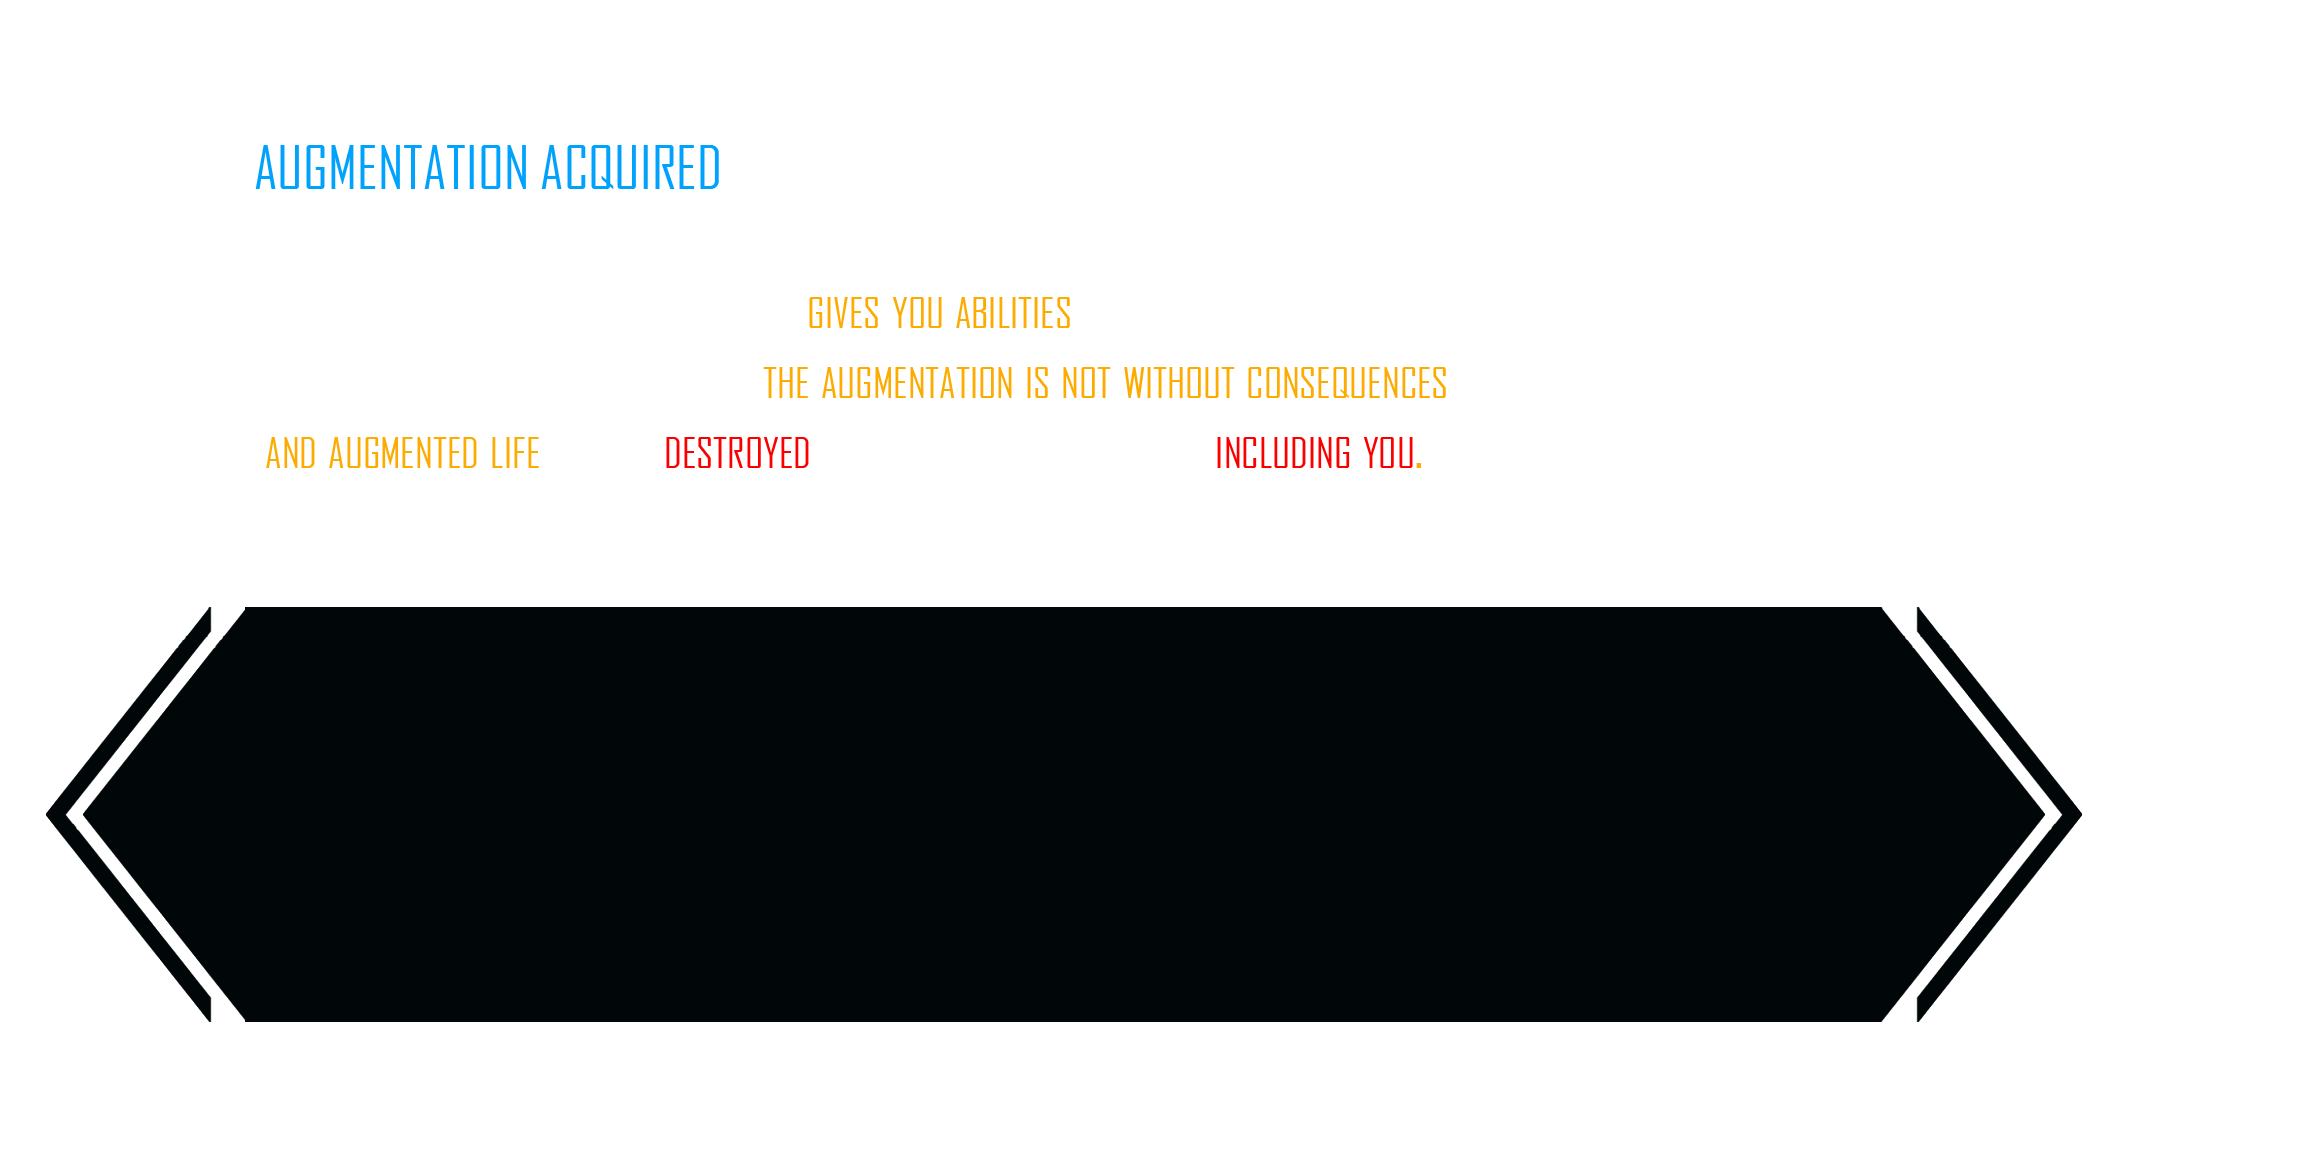 AUGMENTATION ACQUIRED
GIVES YOU ABILITIES
THE AUGMENTATION IS NOT WITHOUT CONSEQUENCES
AND AUGMENTED LIFE DESTROYED INCLUDING YOU.